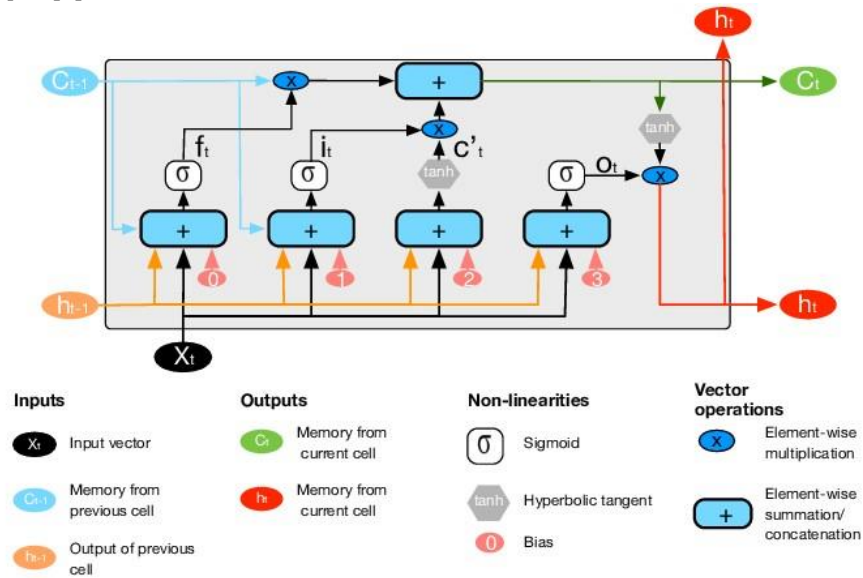 hₜ
Cₜ₋₁
x
+
Cₜ
tanh
fₜ
iₜ
x
c'ₜ
σ
σ
tanh
σ
Oₜ
x
+
+
+
+
0
1
2
3
hₜ₋₁
hₜ
Xₜ
Inputs
Outputs
Non-linearities
Vector
operations
Xₜ
Input vector
Cₜ
Memory from
current cell
σ
Sigmoid
x
Element-wise
multiplication
Cₜ₋₁
Memory from
previous cell
hₜ
Memory from
current cell
tanh
Hyperbolic tangent
+
Element-wise
summation/
concatenation
hₜ₋₁
Output of previous
cell
0
Bias